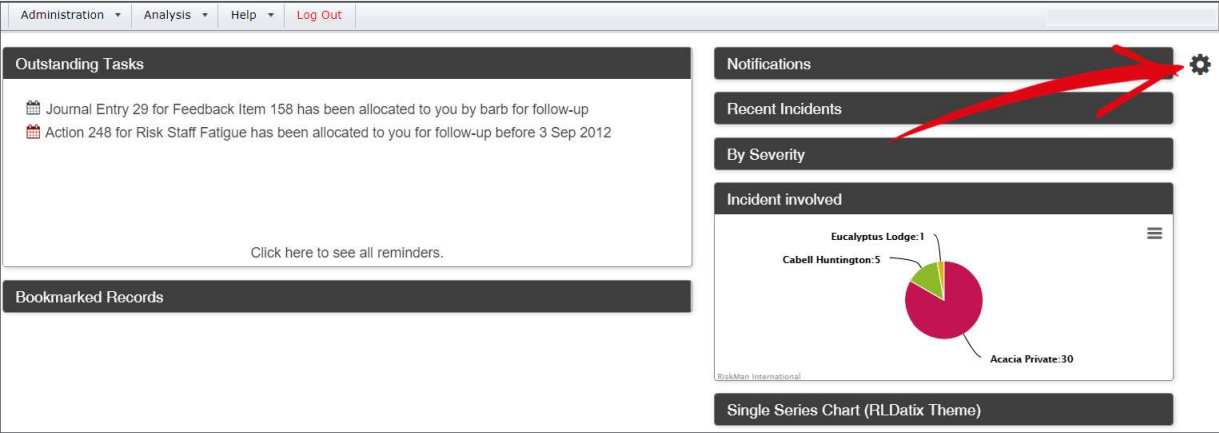 Administration Analysis Help Log Out
Outstanding Tasks
Journal Entry 29 for Feedback Item 158 has been allocated to you by barb for follow-up
Action 248 for Risk Staff Fatigue has been allocated to you for follow-up before 3 Sep 2012
Click here to see all reminders.
Bookmarked Records
Notifications
Recent Incidents
By Severity
Incident involved
Eucalyptus Lodge:1
Cabell Huntington:5
Acacia Private:30
RiskMan International
Single Series Chart (RLDatix Theme)